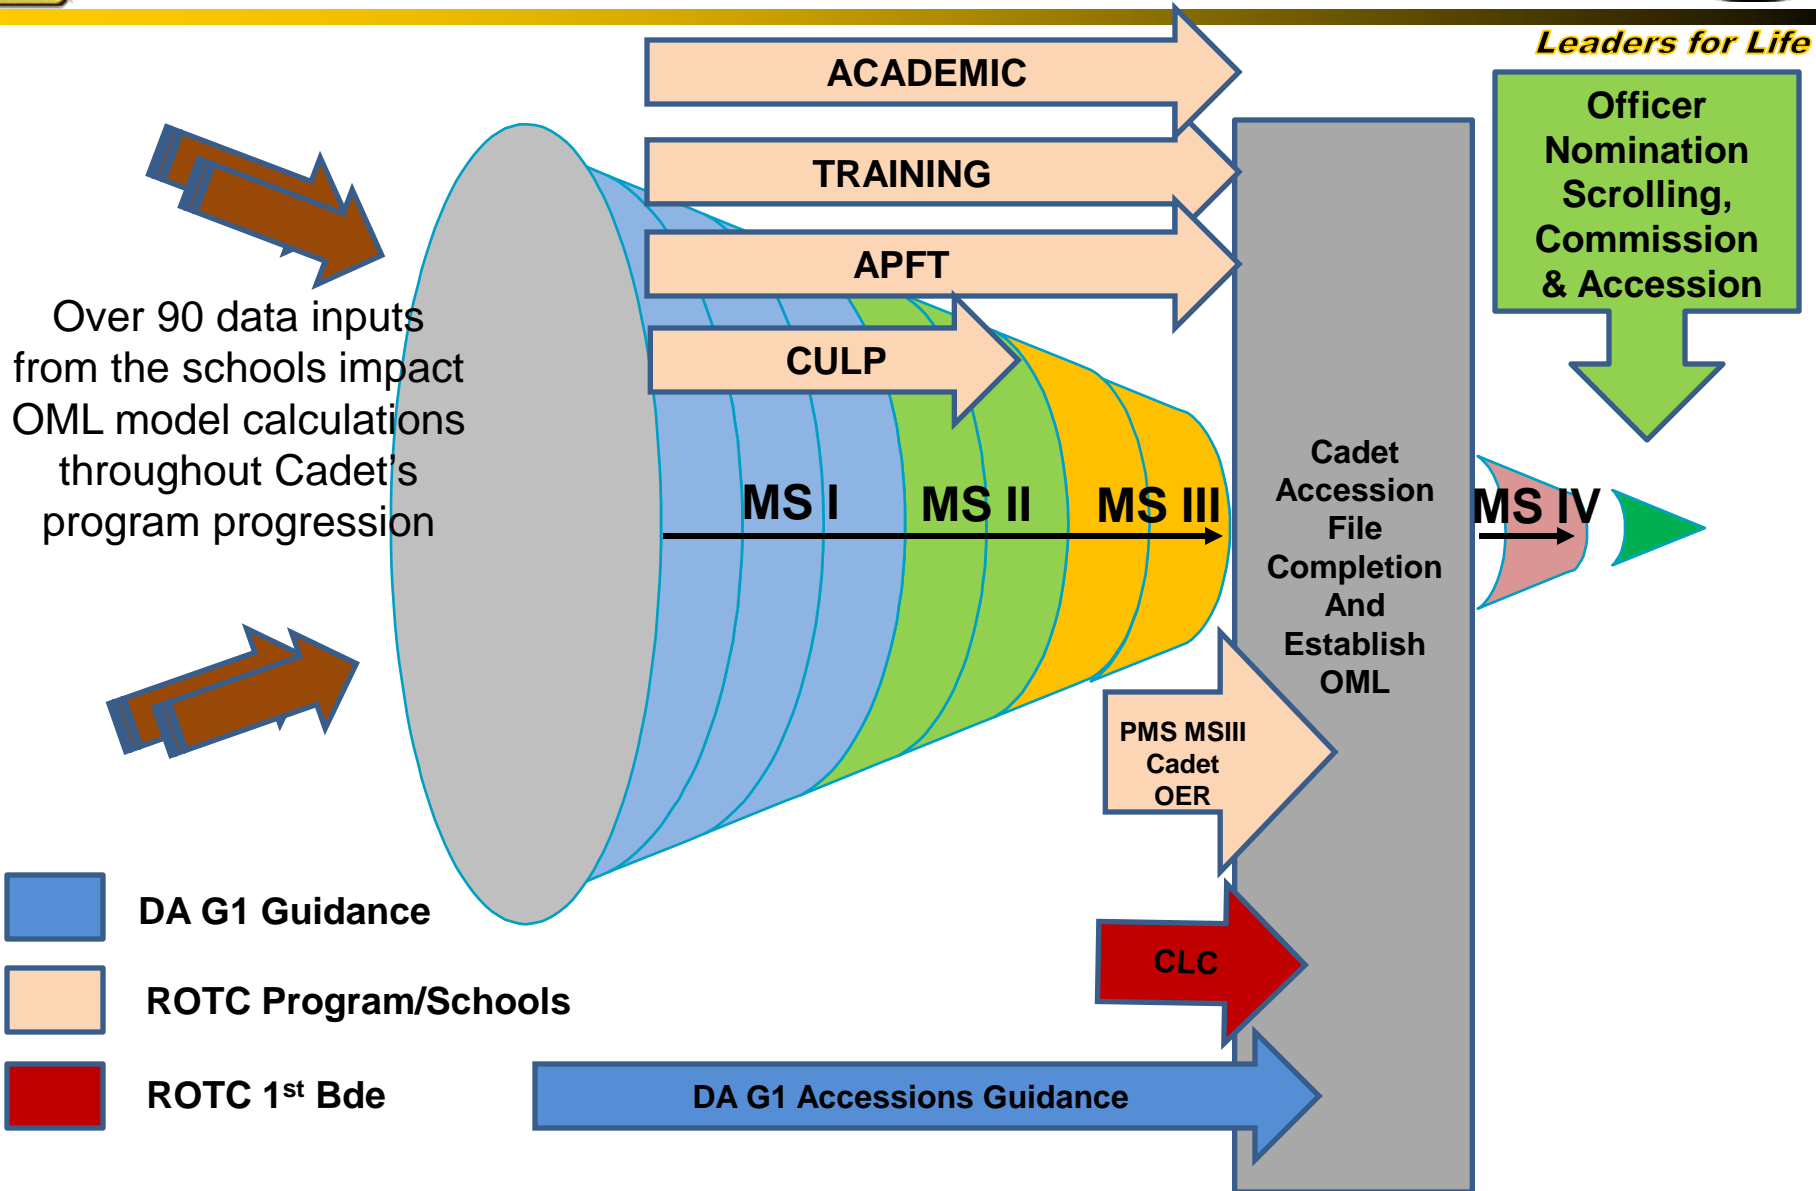 Leaders for Life
ACADEMIC
TRAINING
APFT
CULP
Officer
Nomination
Scrolling,
Commission
& Accession
Over 90 data inputs
from the schools impact
OML model calculations
throughout Cadet's
program progression
MS I
MS II
MS III
Cadet
Accession
File
Completion
And
Establish
OML
MS IV
PMS MSIII
Cadet
OER
CLC
DA G1 Accessions Guidance
DA G1 Guidance
ROTC Program/Schools
ROTC 1st Bde